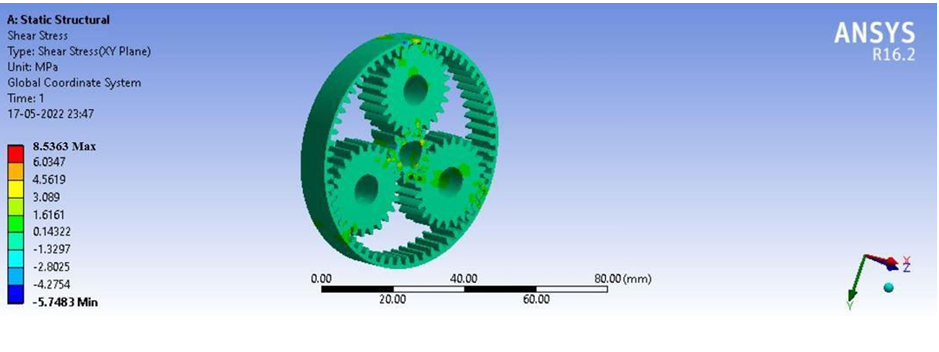 A: Static Structural
Shear Stress
Type: Shear Stress(XY Plane)
Unit: MPa
Global Coordinate System
Time: 1
17-05-2022 23:47
8.5363 Max
6.0347
4.5619
3.089
1.6161
0.14322
-1.3297
-2.8025
-4.2754
-5.7483 Min
ANSYS
R16.2
0.00 40.00 80.00 (mm)
20.00 60.00
X
Z
Y